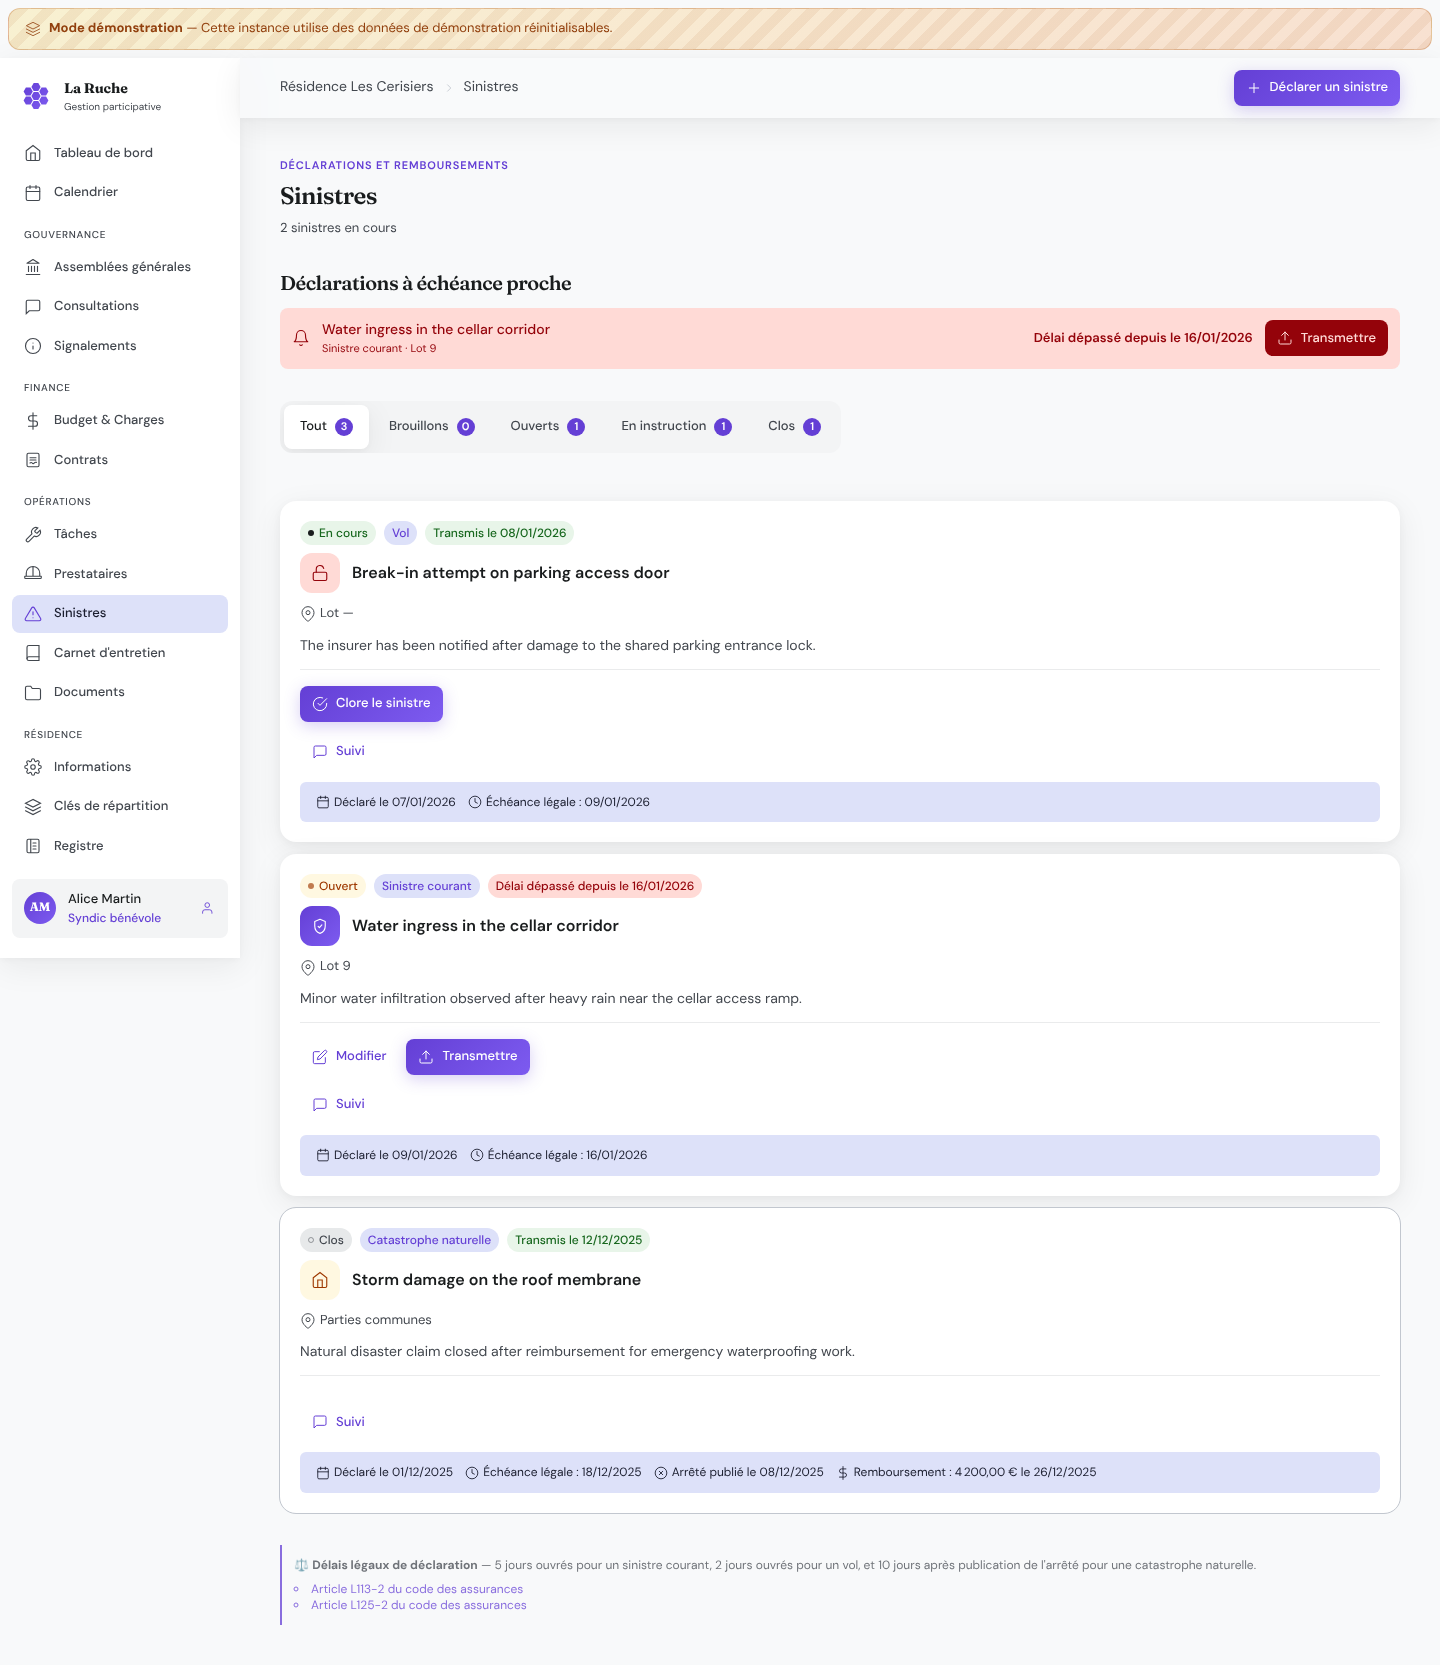 Mode démonstration — Cette instance utilise des données de démonstration réinitialisables.
La Ruche
Gestion participative
Tableau de bord
Calendrier
GOUVERNANCE
Assemblées générales
Consultations
Signalements
FINANCE
Budget & Charges
Contrats
OPÉRATIONS
Tâches
Prestataires
Sinistres
Carnet d'entretien
Documents
RÉSIDENCE
Informations
Clés de répartition
Registre
AM
Alice Martin
Syndic bénévole
Résidence Les Cerisiers > Sinistres
Déclarer un sinistre
DÉCLARATIONS ET REMBOURSEMENTS
Sinistres
2 sinistres en cours
Déclarations à échéance proche
Water ingress in the cellar corridor
Sinistre courant · Lot 9
Délai dépassé depuis le 16/01/2026
Transmettre
Tout 3 Brouillons 0 Ouverts 1 En instruction 1 Clos 1
En cours Vol Transmis le 08/01/2026
Break-in attempt on parking access door
Lot —
The insurer has been notified after damage to the shared parking entrance lock.
Clore le sinistre
Suivi
Déclaré le 07/01/2026 Échéance légale : 09/01/2026
Ouvert Sinistre courant Délai dépassé depuis le 16/01/2026
Water ingress in the cellar corridor
Lot 9
Minor water infiltration observed after heavy rain near the cellar access ramp.
Modifier Transmettre
Suivi
Déclaré le 09/01/2026 Échéance légale : 16/01/2026
Clos Catastrophe naturelle Transmis le 12/12/2025
Storm damage on the roof membrane
Parties communes
Natural disaster claim closed after reimbursement for emergency waterproofing work.
Suivi
Déclaré le 01/12/2025 Échéance légale : 18/12/2025 Arrêté publié le 08/12/2025 Remboursement : 4 200,00 € le 26/12/2025
⚖️ Délais légaux de déclaration — 5 jours ouvrés pour un sinistre courant, 2 jours ouvrés pour un vol, et 10 jours après publication de l'arrêté pour une catastrophe naturelle.
Article L113-2 du code des assurances
Article L125-2 du code des assurances